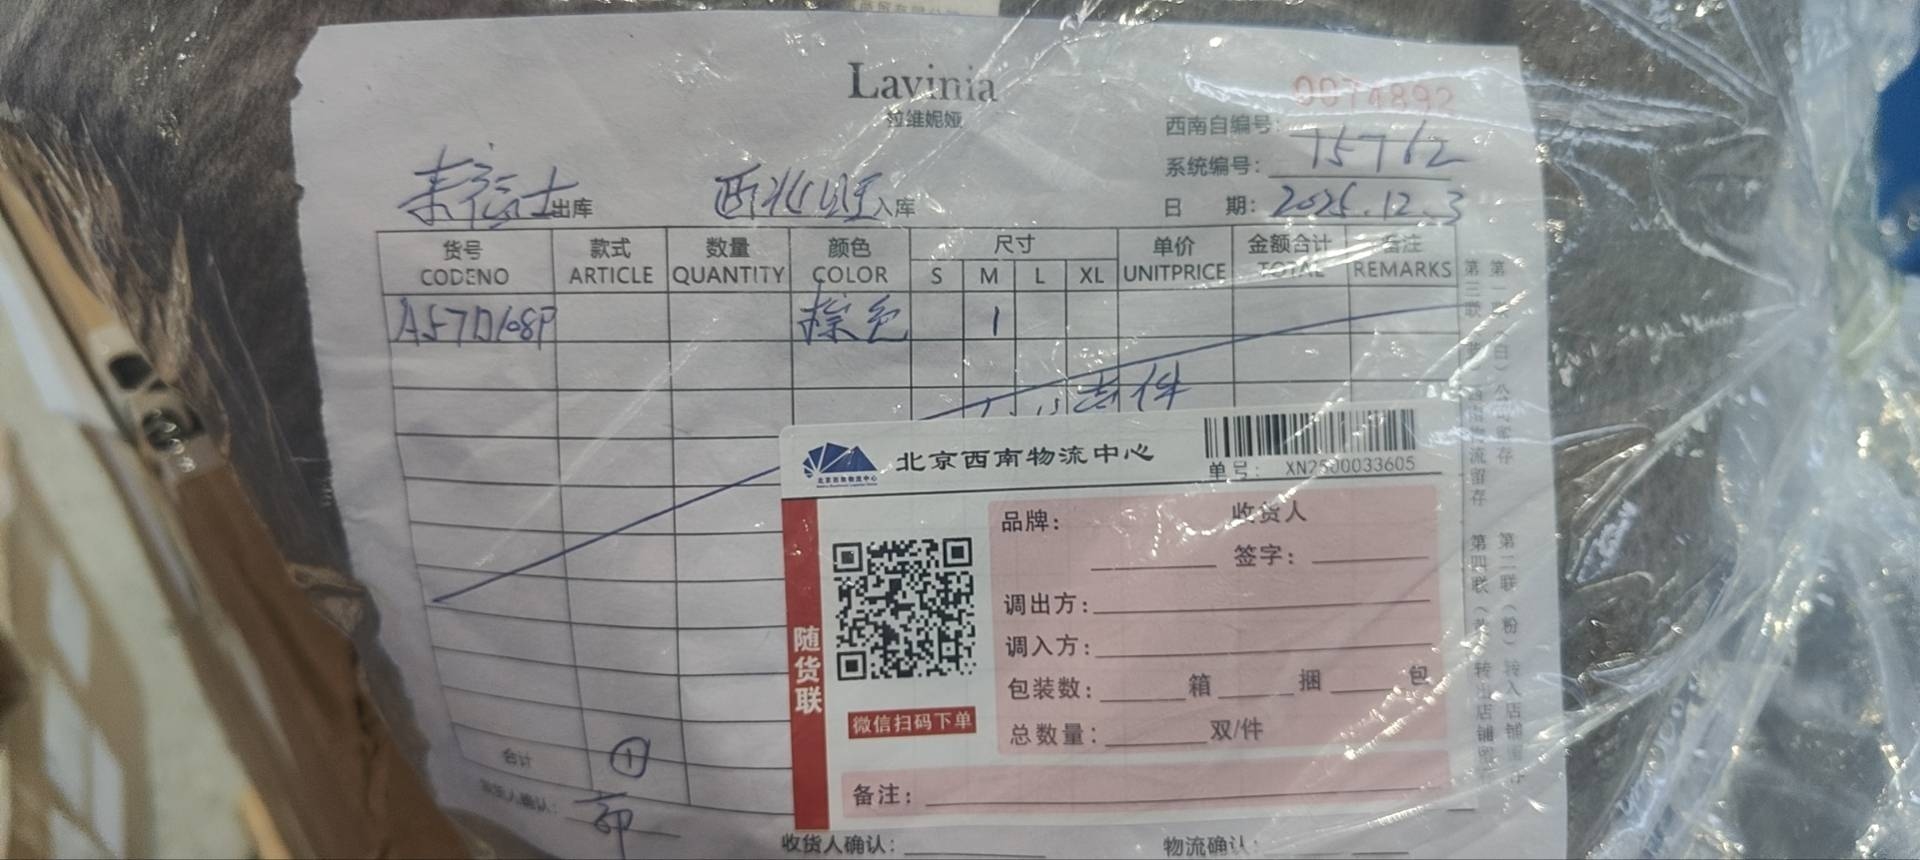 Lavinia
拉维妮娅
0074892
西南自编号:
系统编号: 75762
出库 入库
日 期: 2025.12.3
货号 款式 数量 颜色 尺寸 单价 金额合计 备注
CODENO ARTICLE QUANTITY COLOR S M L XL UNITPRICE TOTAL REMARKS
A57D168P 棕色 1
壹件
北京西南物流中心
单号: XN2500033605
品牌: 收货人
签字:
调出方:
调入方:
包装数: 箱 捆 包
总数量: 双/件
备注:
随货联
微信扫码下单
合计 1
收货人确认: 物流确认: